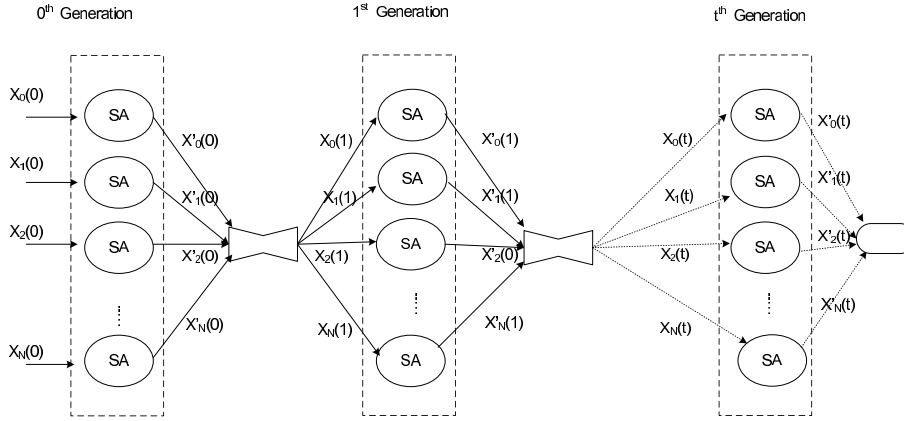 0th Generation
1st Generation
tth Generation
X0(0)
SA
X'0(0)
X0(1)
SA
X'0(1)
X0(t)
SA
X'0(t)
X1(0)
SA
X'1(0)
X1(1)
SA
X'1(1)
X1(t)
SA
X'1(t)
X2(0)
SA
X'2(0)
X2(1)
SA
X'2(0)
X2(t)
SA
X'2(t)
XN(0)
SA
X'N(0)
XN(1)
SA
X'N(1)
XN(t)
SA
X'N(t)